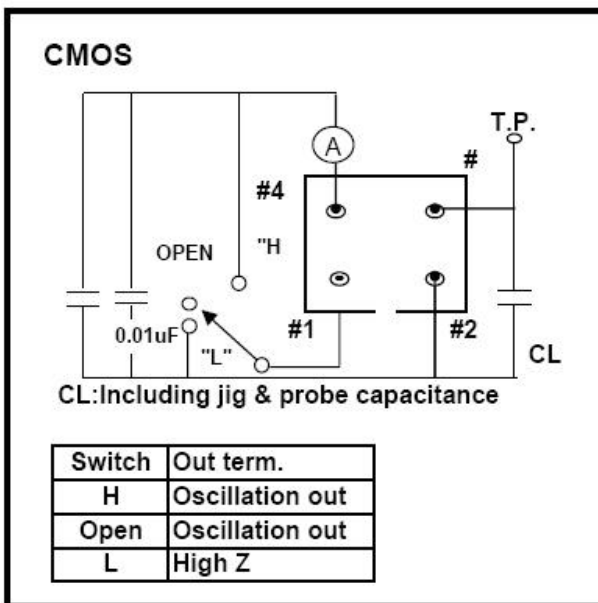 CMOS
T.P.
A
#
#4
OPEN
"H
0.01uF
#1
#2
"L"
CL
CL:Including jig & probe capacitance
Switch Out term.
H Oscillation out
Open Oscillation out
L High Z